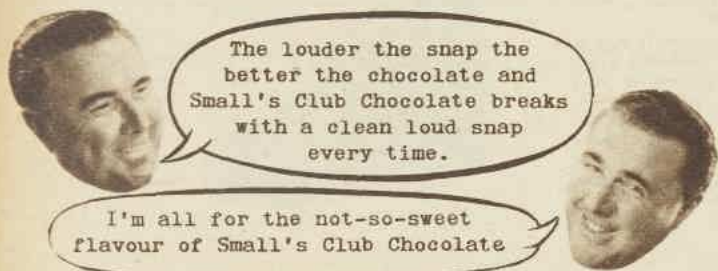 The louder the snap the
better the chocolate and
Small's Club Chocolate breaks
with a clean loud snap
every time.
I'm all for the not-so-sweet
flavour of Small's Club Chocolate